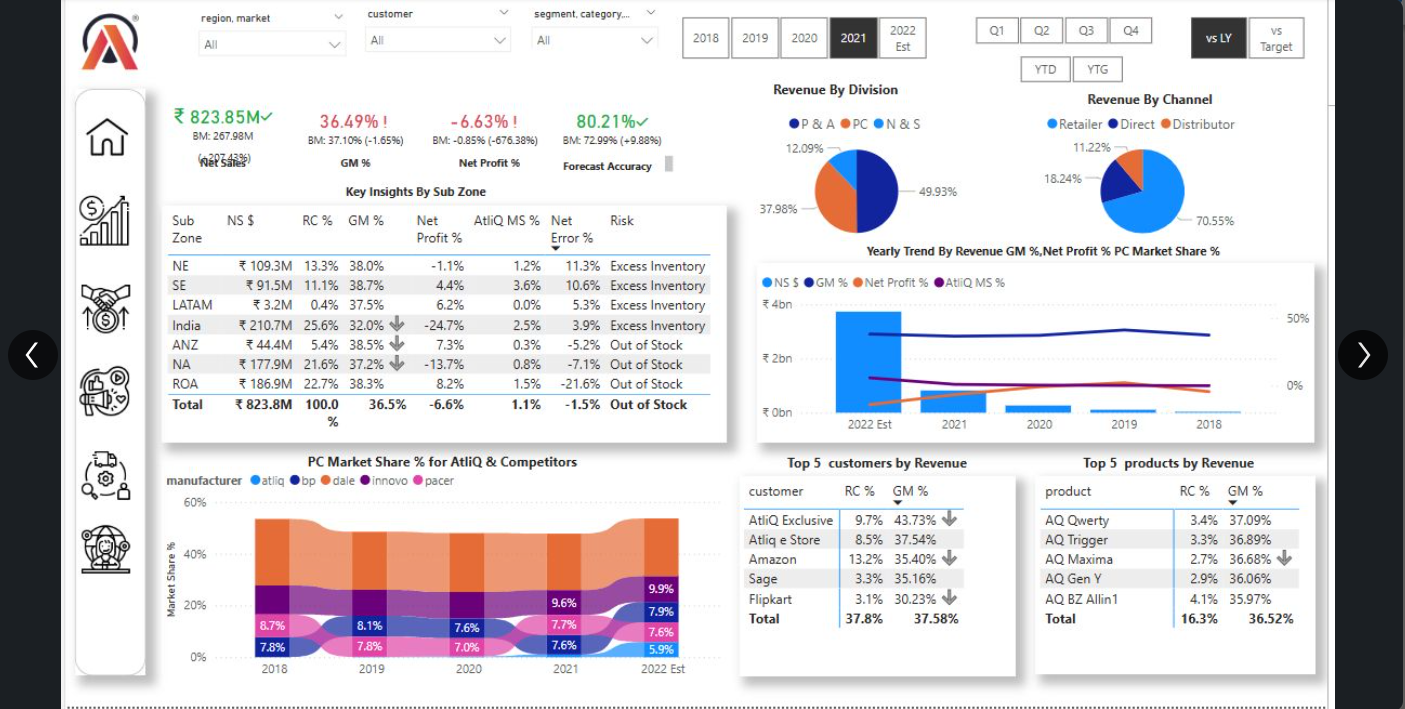 region, market
customer
segment, category,...
All
All
All
2018 2019 2020 2021 2022 Est
Q1 Q2 Q3 Q4
YTD YTG
vs LY
vs Target
₹ 823.85M✓
BM: 267.98M
(+207.43%)
Net Sales
36.49% !
BM: 37.10% (-1.65%)
GM %
-6.63% !
BM: -0.85% (-676.38%)
Net Profit %
80.21%✓
BM: 72.99% (+9.88%)
Forecast Accuracy
Revenue By Division
P & A PC N & S
12.09%
37.98%
49.93%
Revenue By Channel
Retailer Direct Distributor
11.22%
18.24%
70.55%
Key Insights By Sub Zone
Sub Zone NS $ RC % GM % Net Profit % AtliQ MS % Net Error % Risk
NE ₹ 109.3M 13.3% 38.0% -1.1% 1.2% 11.3% Excess Inventory
SE ₹ 91.5M 11.1% 38.7% 4.4% 3.6% 10.6% Excess Inventory
LATAM ₹ 3.2M 0.4% 37.5% 6.2% 0.0% 5.3% Excess Inventory
India ₹ 210.7M 25.6% 32.0% -24.7% 2.5% 3.9% Excess Inventory
ANZ ₹ 44.4M 5.4% 38.5% 7.3% 0.3% -5.2% Out of Stock
NA ₹ 177.9M 21.6% 37.2% -13.7% 0.8% -7.1% Out of Stock
ROA ₹ 186.9M 22.7% 38.3% 8.2% 1.5% -21.6% Out of Stock
Total ₹ 823.8M 100.0 % 36.5% -6.6% 1.1% -1.5% Out of Stock
Yearly Trend By Revenue GM %,Net Profit % PC Market Share %
NS $ GM % Net Profit % AtliQ MS %
₹ 4bn
₹ 2bn
₹ 0bn
50%
0%
2022 Est 2021 2020 2019 2018
PC Market Share % for AtliQ & Competitors
manufacturer atliq bp dale innovo pacer
Market Share %
60%
40%
20%
0%
8.7%
7.8%
8.1%
7.8%
7.6%
7.0%
9.6%
7.7%
7.6%
9.9%
7.9%
7.6%
5.9%
2018 2019 2020 2021 2022 Est
Top 5 customers by Revenue
customer RC % GM %
AtliQ Exclusive 9.7% 43.73%
Atliq e Store 8.5% 37.54%
Amazon 13.2% 35.40%
Sage 3.3% 35.16%
Flipkart 3.1% 30.23%
Total 37.8% 37.58%
Top 5 products by Revenue
product RC % GM %
AQ Qwerty 3.4% 37.09%
AQ Trigger 3.3% 36.89%
AQ Maxima 2.7% 36.68%
AQ Gen Y 2.9% 36.06%
AQ BZ Allin1 4.1% 35.97%
Total 16.3% 36.52%